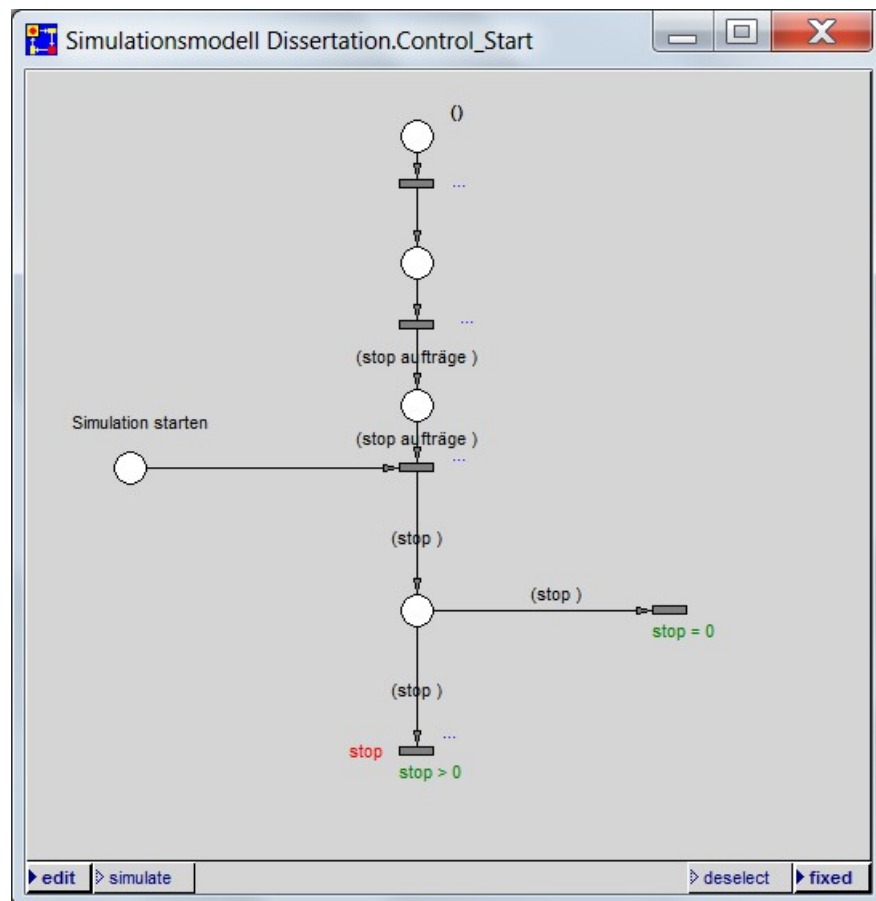 Simulationsmodell Dissertation.Control_Start
()
...
...
(stop aufträge )
Simulation starten
(stop aufträge )
...
(stop )
(stop )
stop = 0
(stop )
...
stop
stop > 0
edit
simulate
deselect
fixed